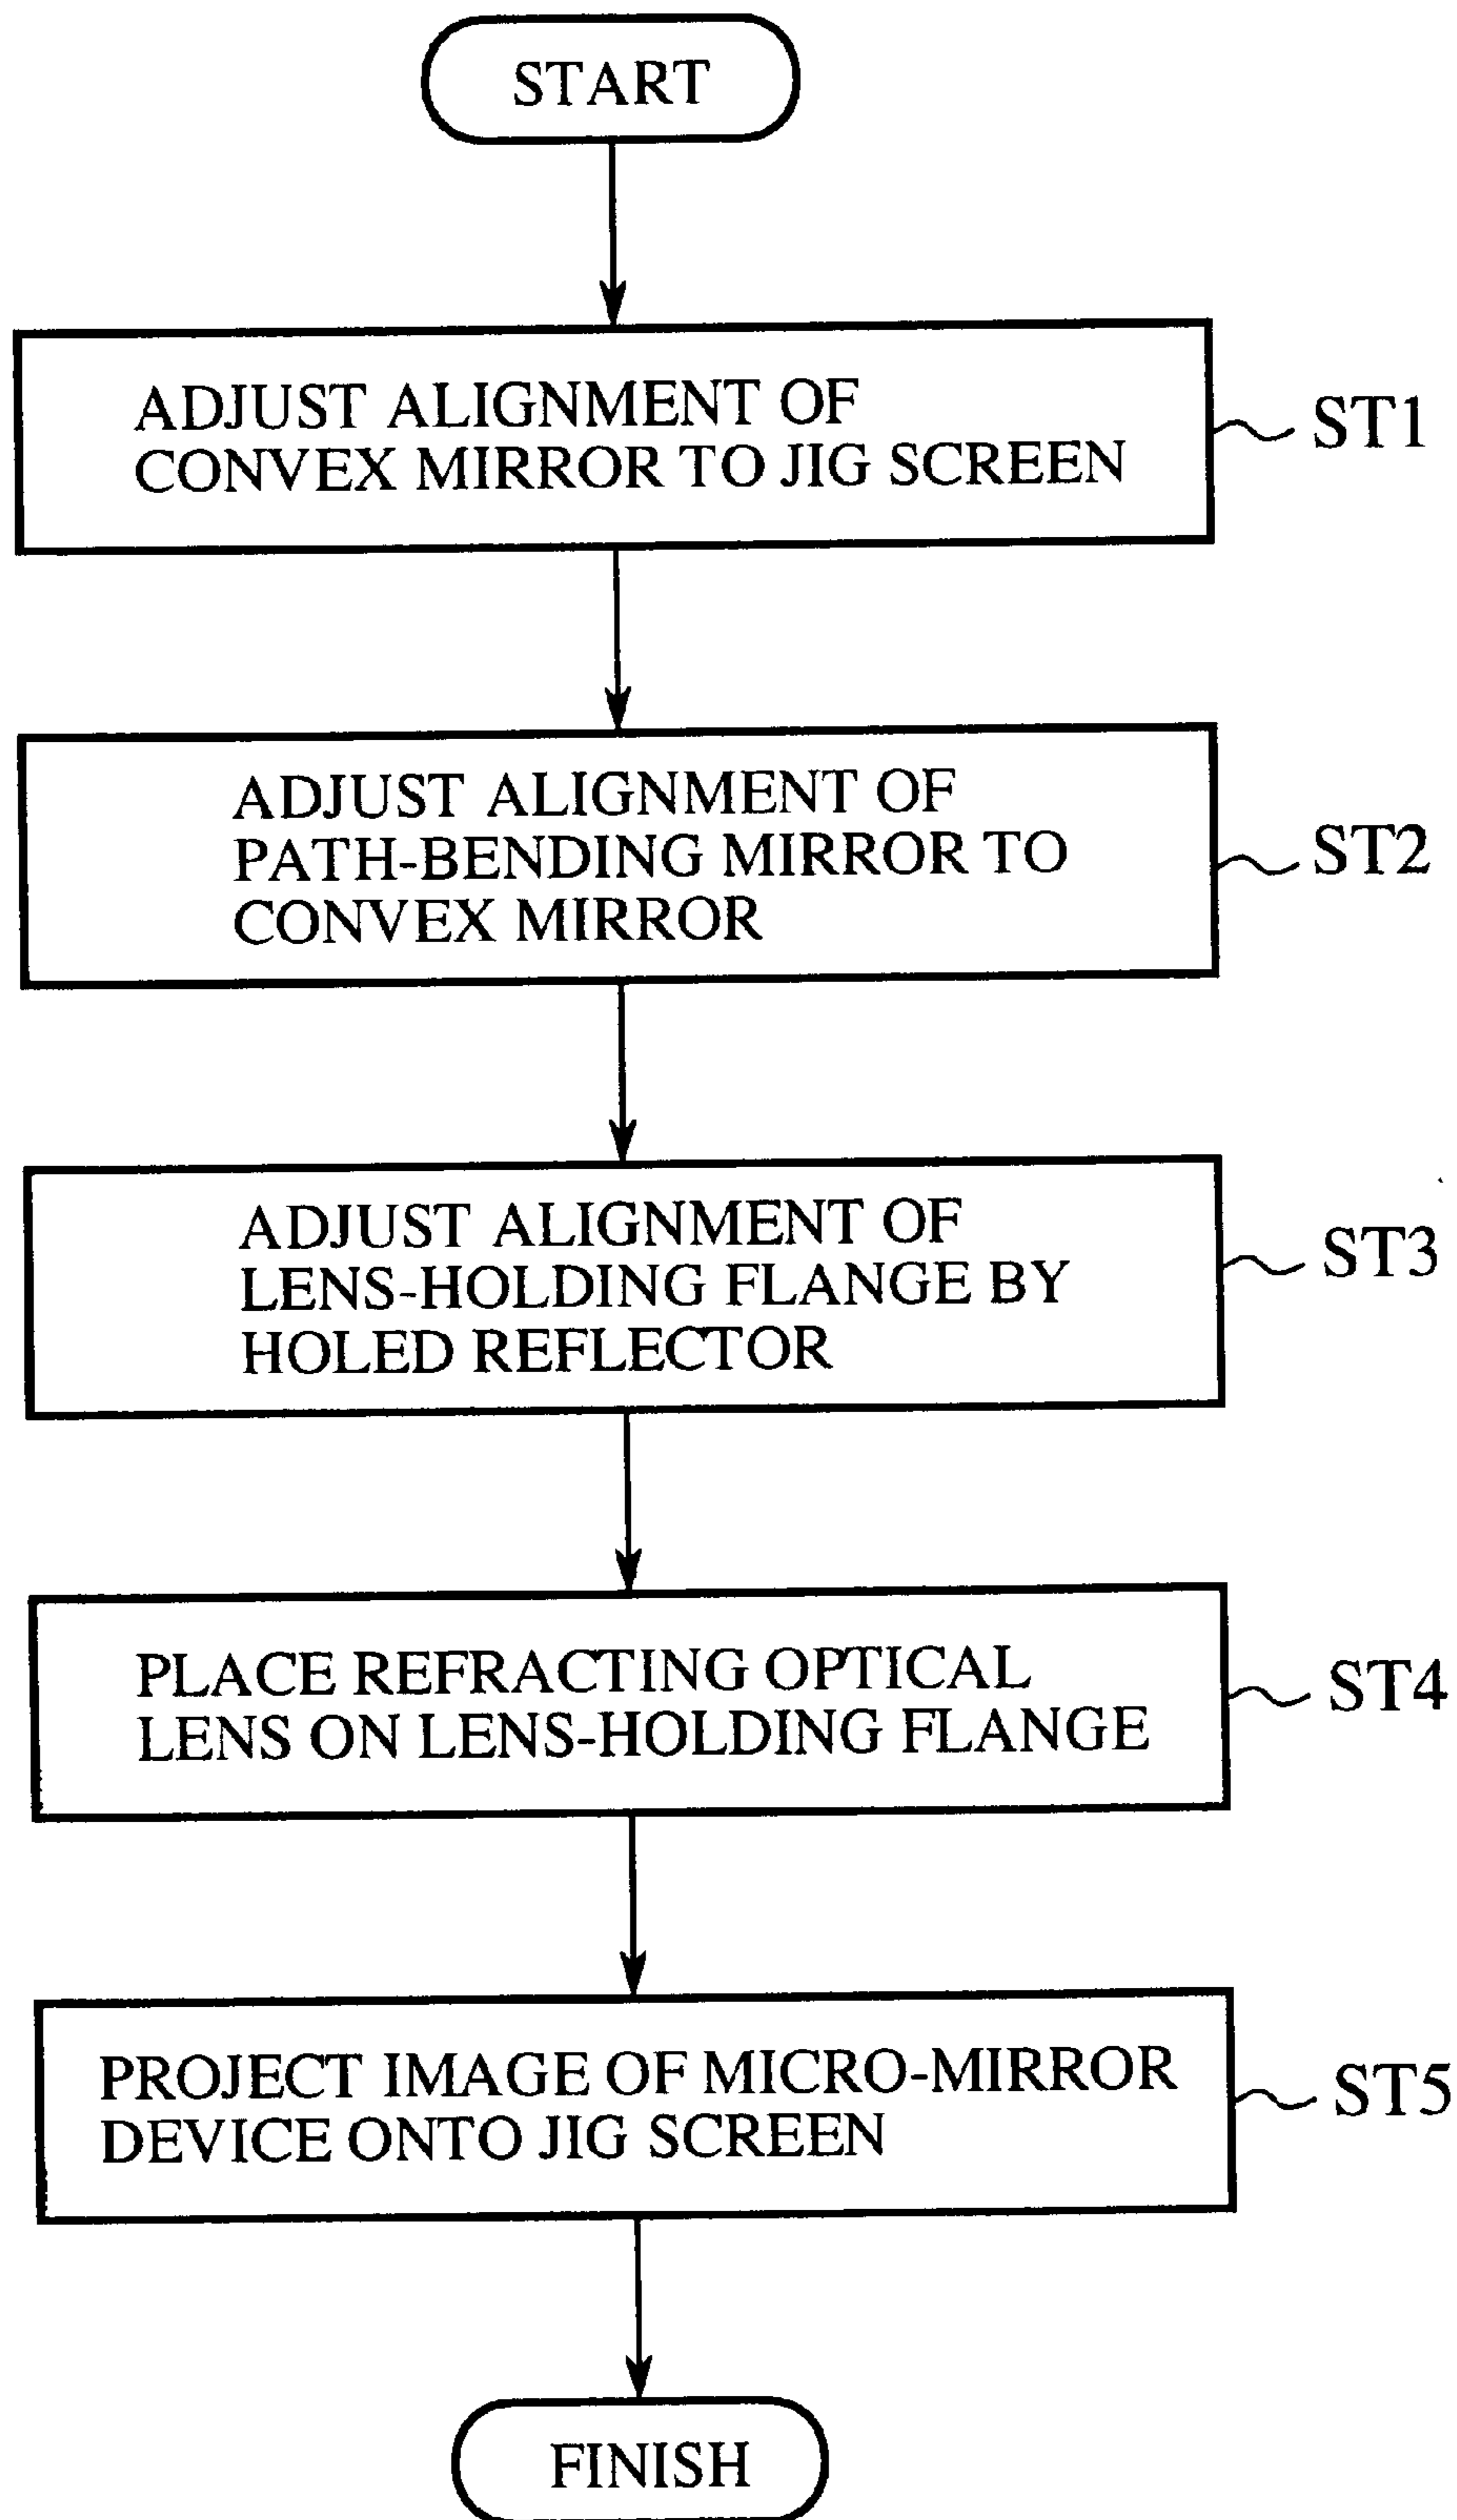 START
ADJUST ALIGNMENT OF
CONVEX MIRROR TO JIG SCREEN
ST1
ADJUST ALIGNMENT OF
PATH-BENDING MIRROR TO
CONVEX MIRROR
ST2
ADJUST ALIGNMENT OF
LENS-HOLDING FLANGE BY
HOLED REFLECTOR
ST3
PLACE REFRACTING OPTICAL
LENS ON LENS-HOLDING FLANGE
ST4
PROJECT IMAGE OF MICRO-MIRROR
DEVICE ONTO JIG SCREEN
ST5
FINISH